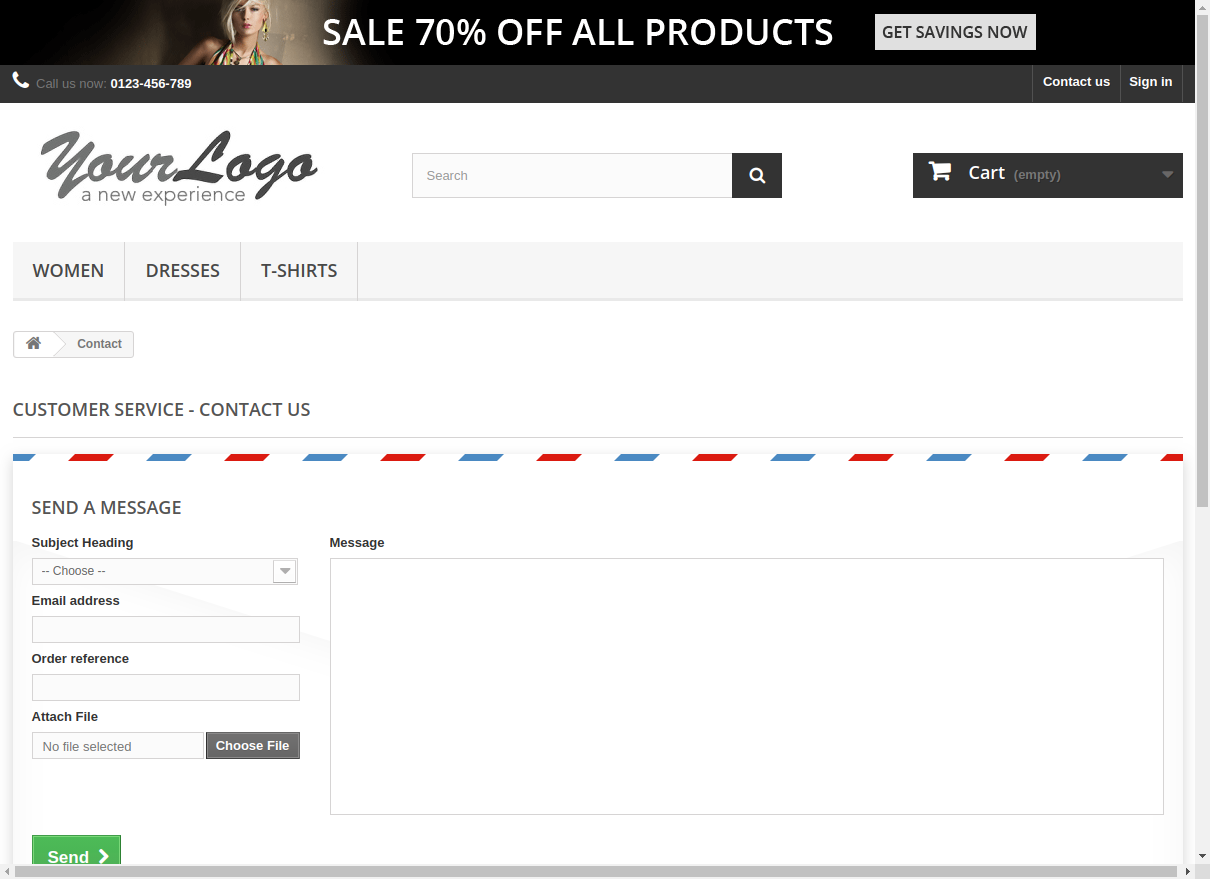 SALE 70% OFF ALL PRODUCTS
GET SAVINGS NOW
Call us now: 0123-456-789
Contact us
Sign in
Your Logo
a new experience
Search
Cart (empty)
WOMEN
DRESSES
T-SHIRTS
Contact
CUSTOMER SERVICE - CONTACT US
SEND A MESSAGE
Subject Heading
-- Choose --
Email address
Order reference
Attach File
No file selected
Choose File
Message
Send